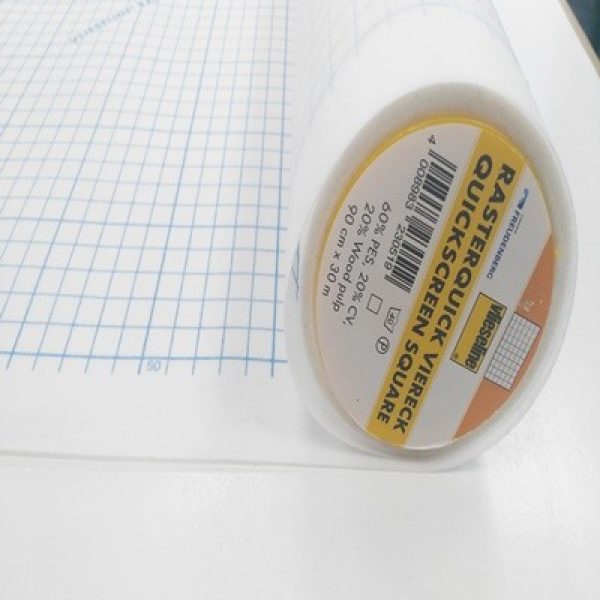 FREUDENBERG
vlieseline®
RASTERQUICK VIERECK
QUICKSCREEN SQUARE
4 008983 230519
60% PES, 20% CV,
20% Wood pulp
90 cm x 30 m
P
50